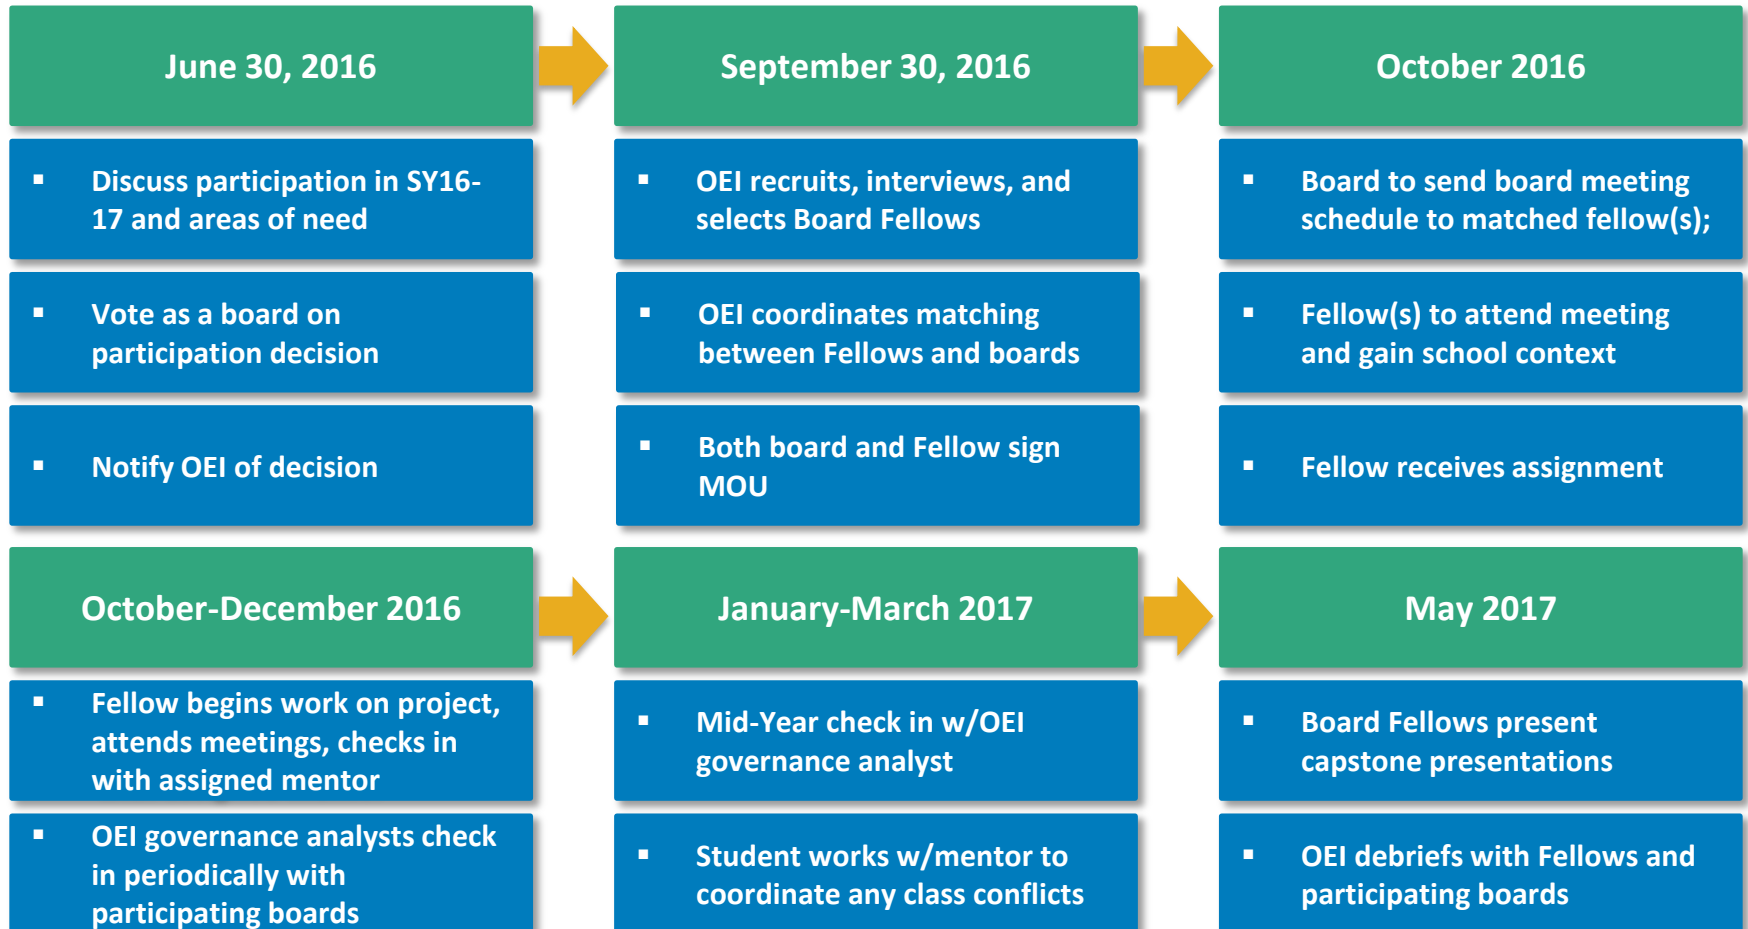 June 30, 2016
▪ Discuss participation in SY16-
17 and areas of need
▪ Vote as a board on
participation decision
▪ Notify OEI of decision
September 30, 2016
▪ OEI recruits, interviews, and
selects Board Fellows
▪ OEI coordinates matching
between Fellows and boards
▪ Both board and Fellow sign
MOU
October 2016
▪ Board to send board meeting
schedule to matched fellow(s);
▪ Fellow(s) to attend meeting
and gain school context
▪ Fellow receives assignment
October-December 2016
▪ Fellow begins work on project,
attends meetings, checks in
with assigned mentor
▪ OEI governance analysts check
in periodically with
participating boards
January-March 2017
▪ Mid-Year check in w/OEI
governance analyst
▪ Student works w/mentor to
coordinate any class conflicts
May 2017
▪ Board Fellows present
capstone presentations
▪ OEI debriefs with Fellows and
participating boards